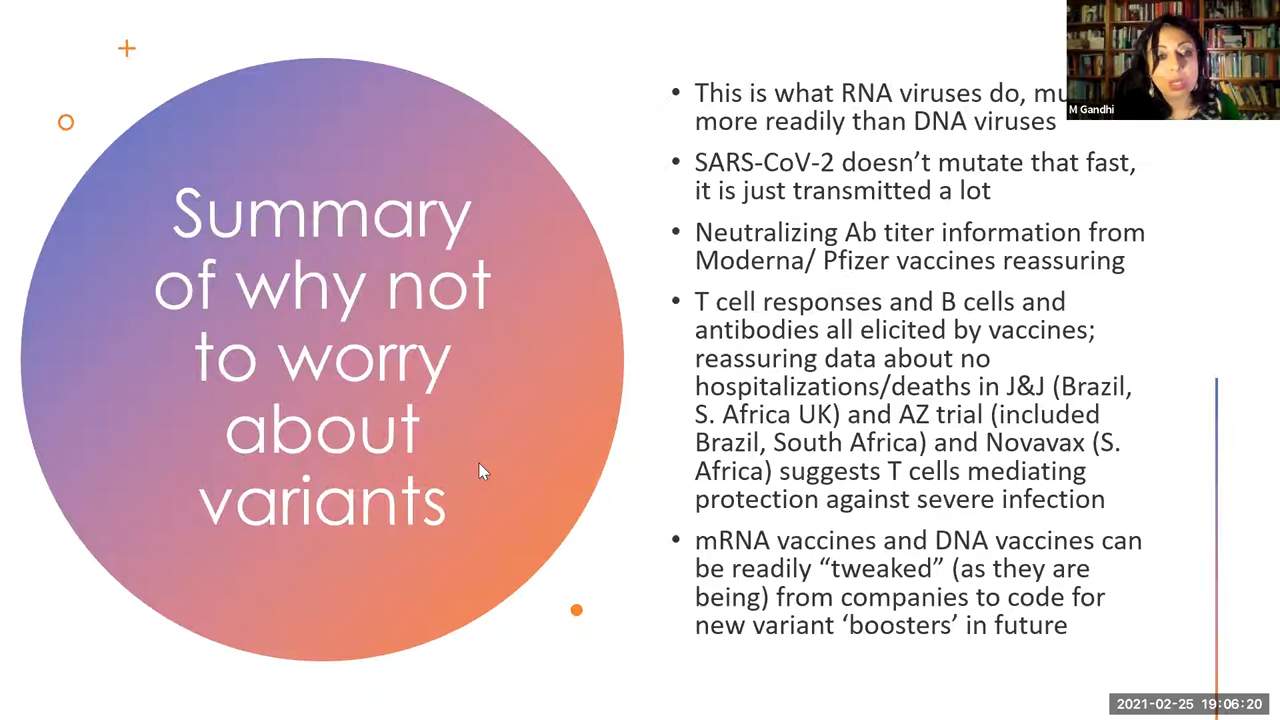 Summary
of why not
to worry
about
variants
• This is what RNA viruses do,
more readily than DNA viruses
• SARS-CoV-2 doesn’t mutate that fast,
it is just transmitted a lot
• Neutralizing Ab titer information from
Moderna/ Pfizer vaccines reassuring
• T cell responses and B cells and
antibodies all elicited by vaccines;
reassuring data about no
hospitalizations/deaths in J&J (Brazil,
S. Africa UK) and AZ trial (included
Brazil, South Africa) and Novavax (S.
Africa) suggests T cells mediating
protection against severe infection
• mRNA vaccines and DNA vaccines can
be readily “tweaked” (as they are
being) from companies to code for
new variant ‘boosters’ in future
M Gandhi
2021-02-25 19:06:20